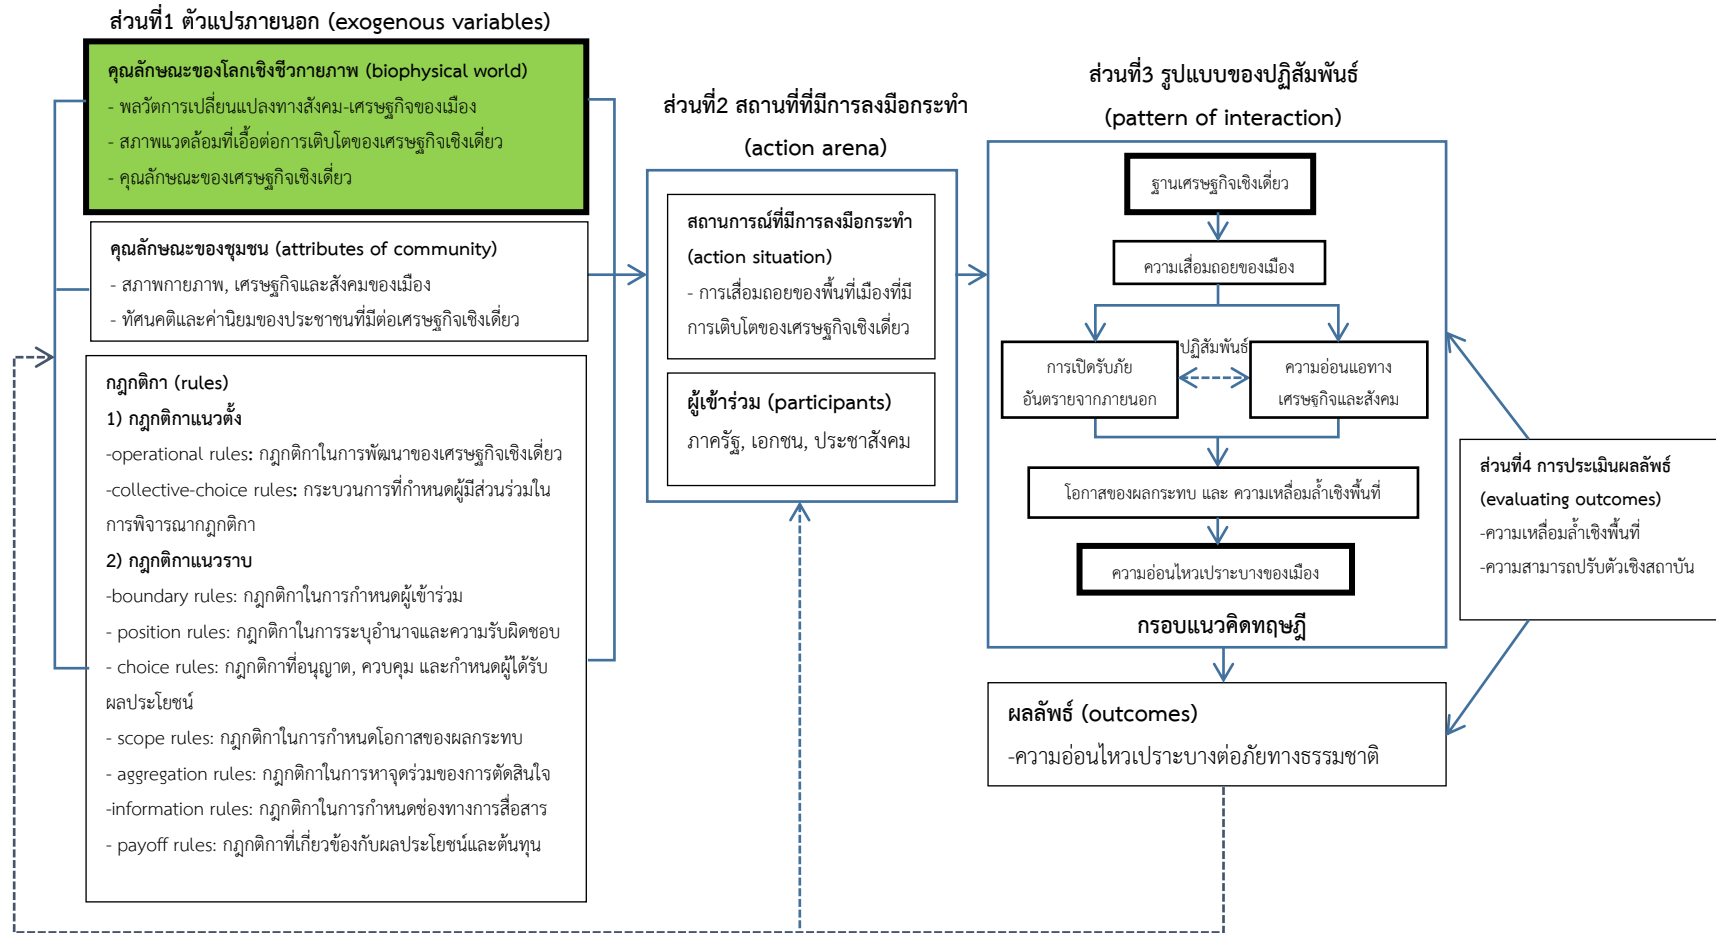 ส่วนที่1 ตัวแปรภายนอก (exogenous variables)
คุณลักษณะของโลกเชิงชีวกายภาพ (biophysical world)
- พลวัตการเปลี่ยนแปลงทางสังคม-เศรษฐกิจของเมือง
- สภาพแวดล้อมที่เอื้อต่อการเติบโตของเศรษฐกิจเชิงเดี่ยว
- คุณลักษณะของเศรษฐกิจเชิงเดี่ยว
คุณลักษณะของชุมชน (attributes of community)
- สภาพกายภาพ, เศรษฐกิจและสังคมของเมือง
- ทัศนคติและค่านิยมของประชาชนที่มีต่อเศรษฐกิจเชิงเดี่ยว
กฎกติกา (rules)
1) กฎกติกาแนวตั้ง
-operational rules: กฎกติกาในการพัฒนาของเศรษฐกิจเชิงเดี่ยว
-collective-choice rules: กระบวนการที่กำหนดผู้มีส่วนร่วมใน
การพิจารณากฎกติกา
2) กฎกติกาแนวราบ
-boundary rules: กฎกติกาในการกำหนดผู้เข้าร่วม
- position rules: กฎกติกาในการระบุอำนาจและความรับผิดชอบ
- choice rules: กฎกติกาที่อนุญาต, ควบคุม และกำหนดผู้ได้รับ
ผลประโยชน์
- scope rules: กฎกติกาในการกำหนดโอกาสของผลกระทบ
- aggregation rules: กฎกติกาในการหาจุดร่วมของการตัดสินใจ
-information rules: กฎกติกาในการกำหนดช่องทางการสื่อสาร
- payoff rules: กฎกติกาที่เกี่ยวข้องกับผลประโยชน์และต้นทุน
ส่วนที่2 สถานที่ที่มีการลงมือกระทำ
(action arena)
สถานการณ์ที่มีการลงมือกระทำ
(action situation)
- การเสื่อมถอยของพื้นที่เมืองที่มี
การเติบโตของเศรษฐกิจเชิงเดี่ยว
ผู้เข้าร่วม (participants)
ภาครัฐ, เอกชน, ประชาสังคม
ส่วนที่3 รูปแบบของปฏิสัมพันธ์
(pattern of interaction)
ฐานเศรษฐกิจเชิงเดี่ยว
ความเสื่อมถอยของเมือง
การเปิดรับภัย
อันตรายจากภายนอก
ปฏิสัมพันธ์
ความอ่อนแอทาง
เศรษฐกิจและสังคม
โอกาสของผลกระทบ และ ความเหลื่อมล้ำเชิงพื้นที่
ความอ่อนไหวเปราะบางของเมือง
กรอบแนวคิดทฤษฎี
ผลลัพธ์ (outcomes)
-ความอ่อนไหวเปราะบางต่อภัยทางธรรมชาติ
ส่วนที่4 การประเมินผลลัพธ์
(evaluating outcomes)
-ความเหลื่อมล้ำเชิงพื้นที่
-ความสามารถปรับตัวเชิงสถาบัน